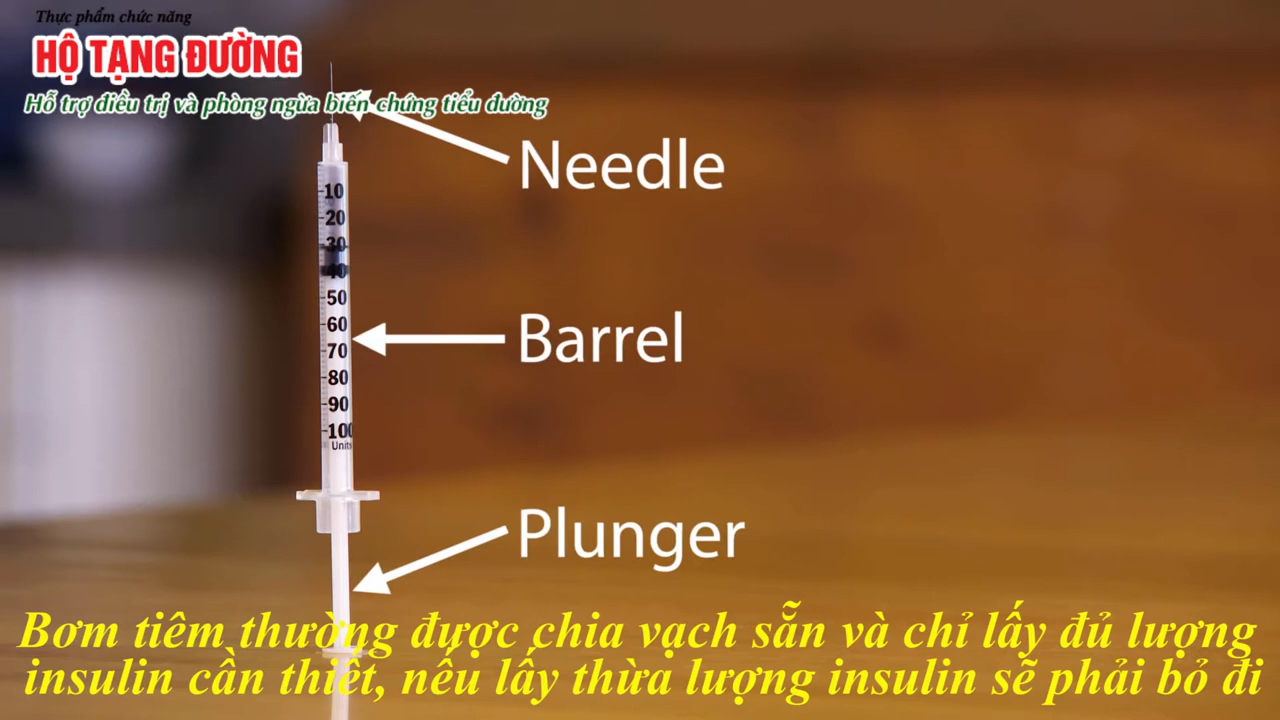 Thực phẩm chức năng
HỘ TẠNG ĐƯỜNG
Hỗ trợ điều trị và phòng ngừa biến chứng tiểu đường
Needle
10
20
30
40
50
60
70
80
90
100
Units
Barrel
Plunger
Bơm tiêm thường được chia vạch sẵn và chỉ lấy đủ lượng
insulin cần thiết, nếu lấy thừa lượng insulin sẽ phải bỏ đi